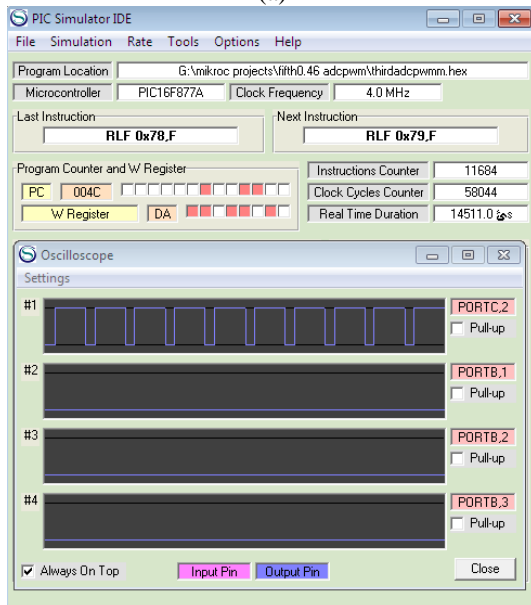 PIC Simulator IDE
File Simulation Rate Tools Options Help
Program Location G:\mikroc projects\fifth0.46 adcpwm\thirdadcpwmm.hex
Microcontroller PIC16F877A Clock Frequency 4.0 MHz
Last Instruction Next Instruction
RLF 0x78,F RLF 0x79,F
Program Counter and W Register Instructions Counter 11684
PC 004C Clock Cycles Counter 58044
W Register DA Real Time Duration 14511.0
Oscilloscope
Settings
#1 PORTC,2
Pull-up
#2 PORTB,1
Pull-up
#3 PORTB,2
Pull-up
#4 PORTB,3
Pull-up
Always On Top Input Pin Output Pin Close